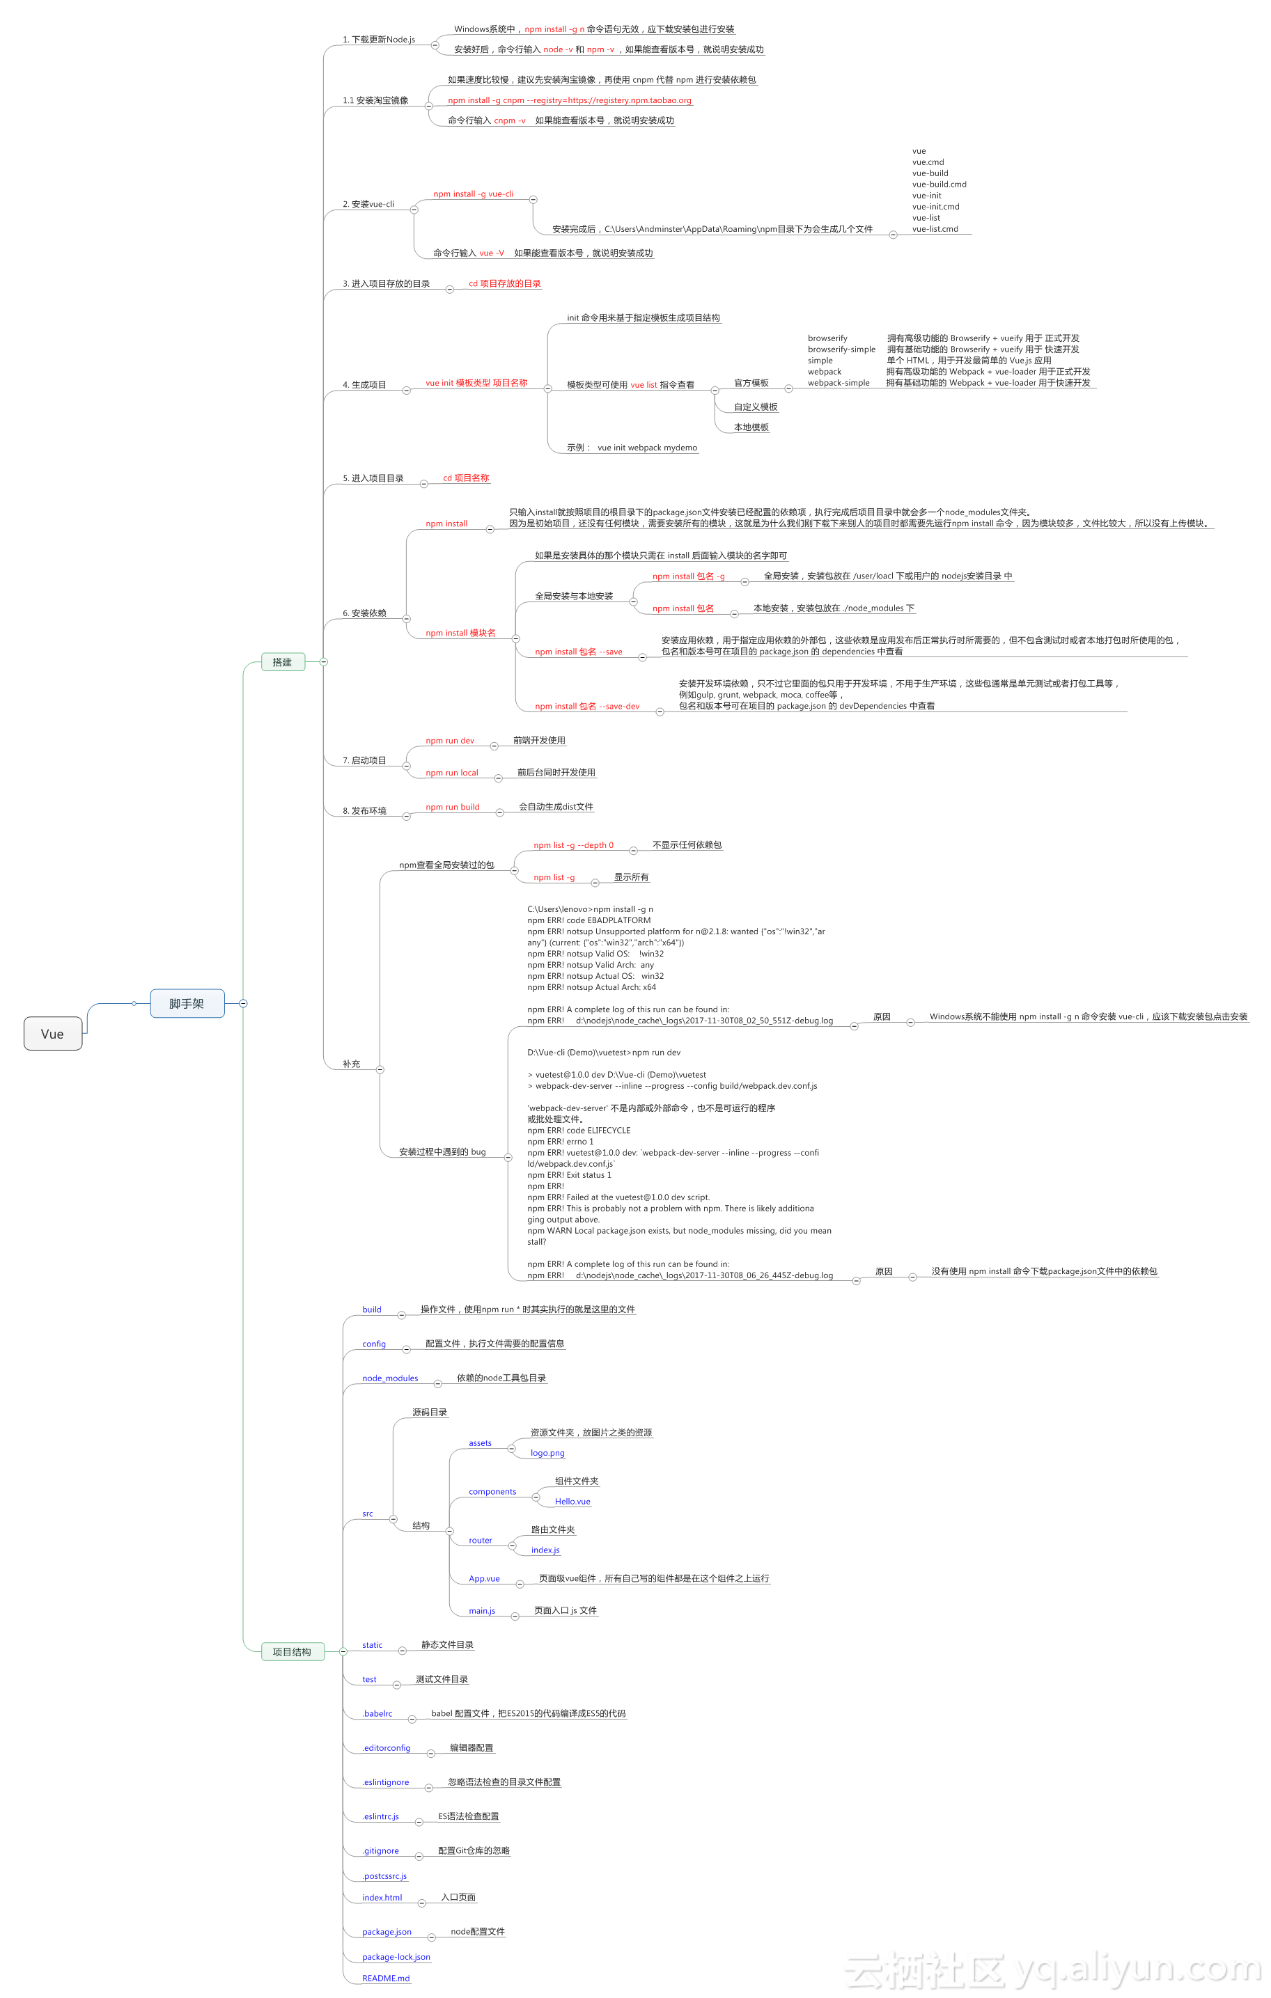 Vue
脚手架
搭建
1. 下载更新Node.js
Windows系统中，npm install -g n 命令语句无效，应下载安装包进行安装
安装好后，命令行输入 node -v 和 npm -v ，如果能查看版本号，就说明安装成功
1.1 安装淘宝镜像
如果速度比较慢，建议先安装淘宝镜像，再使用 cnpm 代替 npm 进行安装依赖包
npm install -g cnpm --registry=https://registery.npm.taobao.org
命令行输入 cnpm -v 如果能查看版本号，就说明安装成功
2. 安装vue-cli
npm install -g vue-cli
安装完成后，C:\Users\Andminster\AppData\Roaming\npm目录下为会生成几个文件
vue
vue.cmd
vue-build
vue-build.cmd
vue-init
vue-init.cmd
vue-list
vue-list.cmd
命令行输入 vue -V 如果能查看版本号，就说明安装成功
3. 进入项目存放的目录
cd 项目存放的目录
4. 生成项目
vue init 模板类型 项目名称
init 命令用来基于指定模板生成项目结构
模板类型可使用 vue list 指令查看
官方模板
browserify 拥有高级功能的 Browserify + vueify 用于 正式开发
browserify-simple 拥有基础功能的 Browserify + vueify 用于 快速开发
simple 单个 HTML，用于开发最简单的 Vue.js 应用
webpack 拥有高级功能的 Webpack + vue-loader 用于正式开发
webpack-simple 拥有基础功能的 Webpack + vue-loader 用于快速开发
自定义模板
本地模板
示例： vue init webpack mydemo
5. 进入项目目录
cd 项目名称
6. 安装依赖
npm install
只输入install就按照项目的根目录下的package.json文件安装已经配置的依赖项，执行完成后项目目录中就会多一个node_modules文件夹。
因为是初始项目，还没有任何模块，需要安装所有的模块，这就是为什么我们刚下载下来别人的项目时都需要先运行npm install 命令，因为模块较多，文件比较大，所以没有上传模块。
npm install 模块名
如果是安装具体的那个模块只需在 install 后面输入模块的名字即可
全局安装与本地安装
npm install 包名 -g
全局安装，安装包放在 /user/loacl 下或用户的 nodejs安装目录 中
npm install 包名
本地安装，安装包放在 ./node_modules 下
npm install 包名 --save
安装应用依赖，用于指定应用依赖的外部包，这些依赖是应用发布后正常执行时所需要的，但不包含测试时或者本地打包时所使用的包，
包名和版本号可在项目的 package.json 的 dependencies 中查看
npm install 包名 --save-dev
安装开发环境依赖，只不过它里面的包只用于开发环境，不用于生产环境，这些包通常是单元测试或者打包工具等，
例如gulp, grunt, webpack, moca, coffee等，
包名和版本号可在项目的 package.json 的 devDependencies 中查看
7. 启动项目
npm run dev
前端开发使用
npm run local
前后台同时开发使用
8. 发布环境
npm run build
会自动生成dist文件
补充
npm查看全局安装过的包
npm list -g --depth 0
不显示任何依赖包
npm list -g
显示所有
安装过程中遇到的 bug
C:\Users\lenovo>npm install -g n
npm ERR! code EBADPLATFORM
npm ERR! notsup Unsupported platform for n@2.1.8: wanted {"os":"!win32","ar
any"} (current: {"os":"win32","arch":"x64"})
npm ERR! notsup Valid OS: !win32
npm ERR! notsup Valid Arch: any
npm ERR! notsup Actual OS: win32
npm ERR! notsup Actual Arch: x64
npm ERR! A complete log of this run can be found in:
npm ERR! d:\nodejs\node_cache\_logs\2017-11-30T08_02_50_551Z-debug.log
原因
Windows系统不能使用 npm install -g n 命令安装 vue-cli，应该下载安装包点击安装
D:\Vue-cli (Demo)\vuetest>npm run dev
> vuetest@1.0.0 dev D:\Vue-cli (Demo)\vuetest
> webpack-dev-server --inline --progress --config build/webpack.dev.conf.js
'webpack-dev-server' 不是内部或外部命令，也不是可运行的程序
或批处理文件。
npm ERR! code ELIFECYCLE
npm ERR! errno 1
npm ERR! vuetest@1.0.0 dev: `webpack-dev-server --inline --progress --confi
ld/webpack.dev.conf.js`
npm ERR! Exit status 1
npm ERR!
npm ERR! Failed at the vuetest@1.0.0 dev script.
npm ERR! This is probably not a problem with npm. There is likely additiona
ging output above.
npm WARN Local package.json exists, but node_modules missing, did you mean
stall?
npm ERR! A complete log of this run can be found in:
npm ERR! d:\nodejs\node_cache\_logs\2017-11-30T08_06_26_445Z-debug.log
原因
没有使用 npm install 命令下载package.json文件中的依赖包
项目结构
build
操作文件，使用npm run * 时其实执行的就是这里的文件
config
配置文件，执行文件需要的配置信息
node_modules
依赖的node工具包目录
src
源码目录
结构
assets
资源文件夹，放图片之类的资源
logo.png
components
组件文件夹
Hello.vue
router
路由文件夹
index.js
App.vue
页面级vue组件，所有自己写的组件都是在这个组件之上运行
main.js
页面入口 js 文件
static
静态文件目录
test
测试文件目录
.babelrc
babel 配置文件，把ES2015的代码编译成ES5的代码
.editorconfig
编辑器配置
.eslintignore
忽略语法检查的目录文件配置
.eslintrc.js
ES语法检查配置
.gitignore
配置Git仓库的忽略
.postcssrc.js
index.html
入口页面
package.json
node配置文件
package-lock.json
README.md
云栖社区 yq.aliyun.com